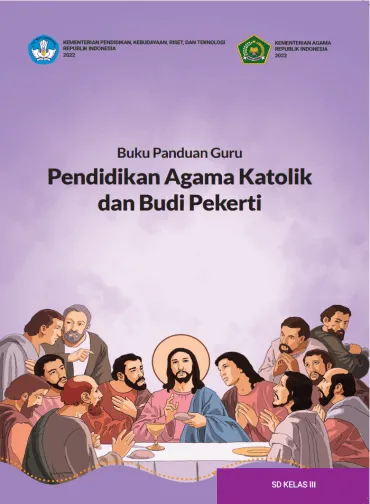 KEMENTERIAN PENDIDIKAN, KEBUDAYAAN, RISET, DAN TEKNOLOGI
REPUBLIK INDONESIA
2022
KEMENTERIAN AGAMA
REPUBLIK INDONESIA
2022
Buku Panduan Guru
Pendidikan Agama Katolik
dan Budi Pekerti
SD KELAS III